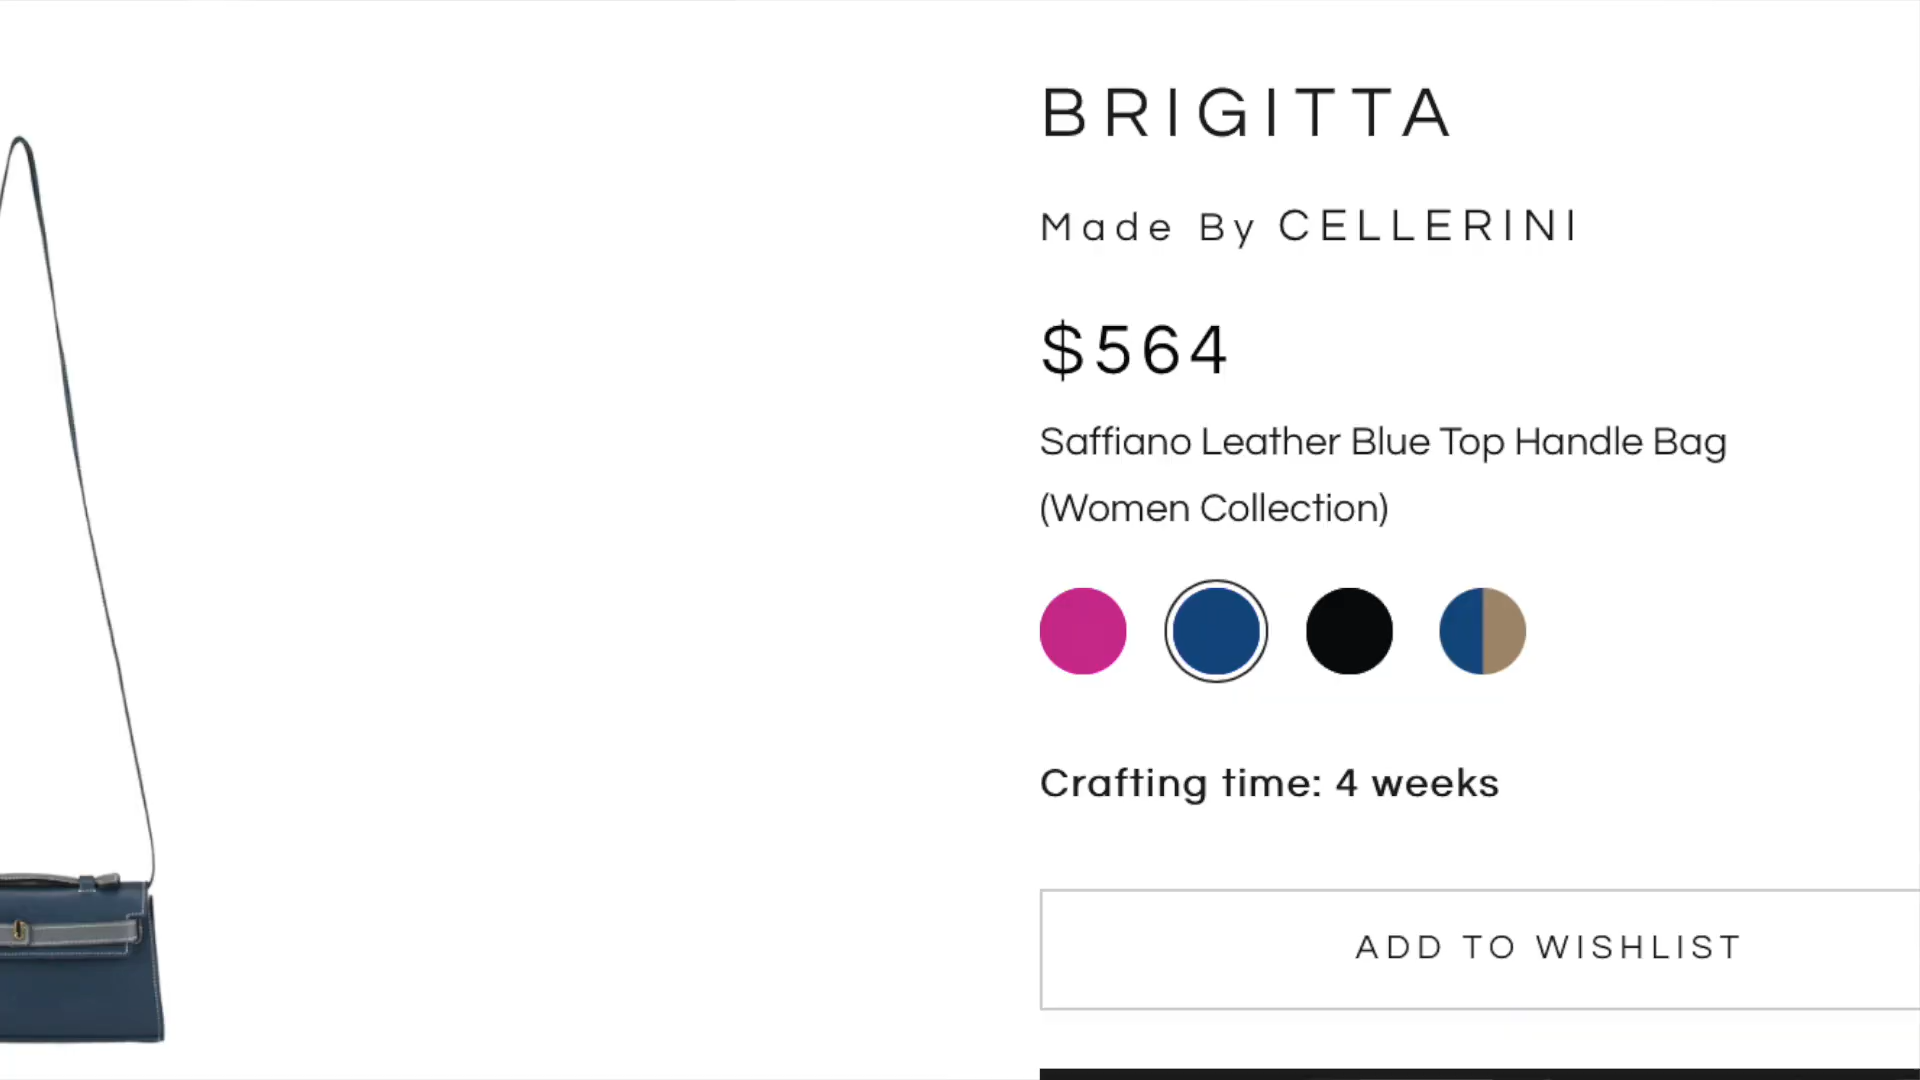 BRIGITTA
Made By CELLERINI
$564
Saffiano Leather Blue Top Handle Bag
(Women Collection)
Crafting time: 4 weeks
ADD TO WISHLIST